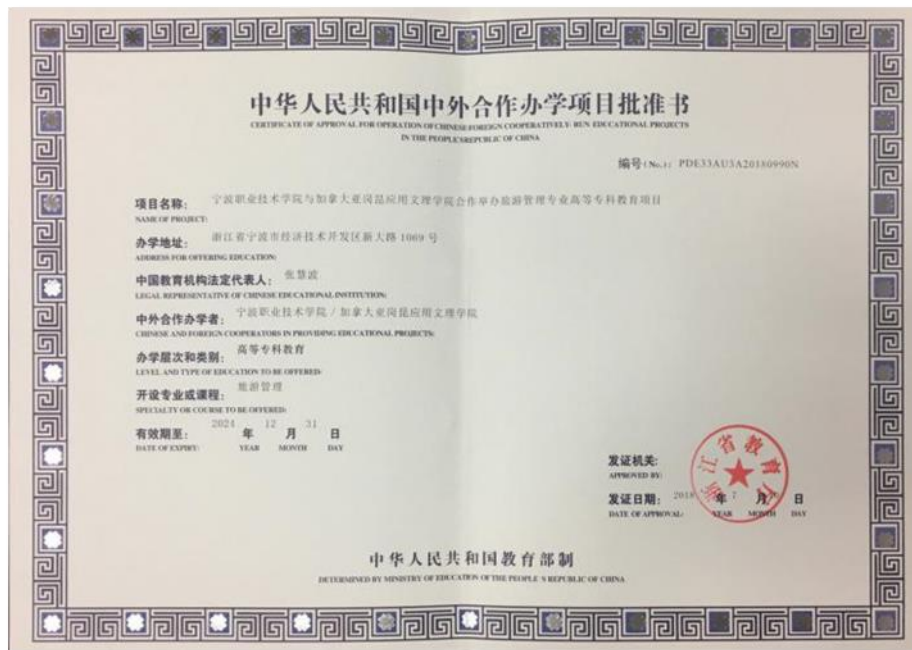 中华人民共和国中外合作办学项目批准书
CERTIFICATE OF APPROVAL FOR OPERATION OF CHINESE FOREIGN COOPERATIVELY- RUN EDUCATIONAL PROJECTS
IN THE PEOPLE'SREPUBLIC OF CHINA
编号(No.): PDE33AU3A20180990N
项目名称: 宁波职业技术学院与加拿大亚岗昆应用文理学院合作举办旅游管理专业高等专科教育项目
NAME OF PROJECT:
办学地址: 浙江省宁波市经济技术开发区新大路 1069 号
ADDRESS FOR OFFERING EDUCATION:
中国教育机构法定代表人: 张慧波
LEGAL REPRESENTATIVE OF CHINESE EDUCATIONAL INSTITUTION:
中外合作办学者: 宁波职业技术学院 / 加拿大亚岗昆应用文理学院
CHINESE AND FOREIGN COOPERATORS IN PROVIDING EDUCATIONAL PROJECTS:
办学层次和类别: 高等专科教育
LEVEL AND TYPE OF EDUCATION TO BE OFFERED:
开设专业或课程: 旅游管理
SPECIALTY OR COURSE TO BE OFFERED:
有效期至: 2024 年 12 月 31 日
DATE OF EXPIRY: YEAR MONTH DAY
发证机关:
浙江省教育厅
APPROVED BY:
发证日期: 2018 年 7 月 日
DATE OF APPROVAL: YEAR MONTH DAY
中华人民共和国教育部制
DETERMINED BY MINISTRY OF EDUCATION OF THE PEOPLE'S REPUBLIC OF CHINA